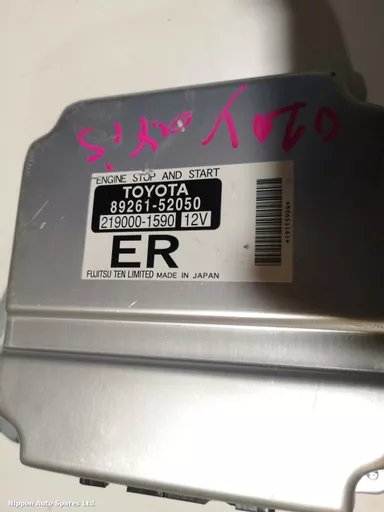 ENGINE STOP AND START
TOYOTA
89261-52050
219000-1590 12V
ER
FUJITSU TEN LIMITED MADE IN JAPAN
Nippon Auto Spares Ltd